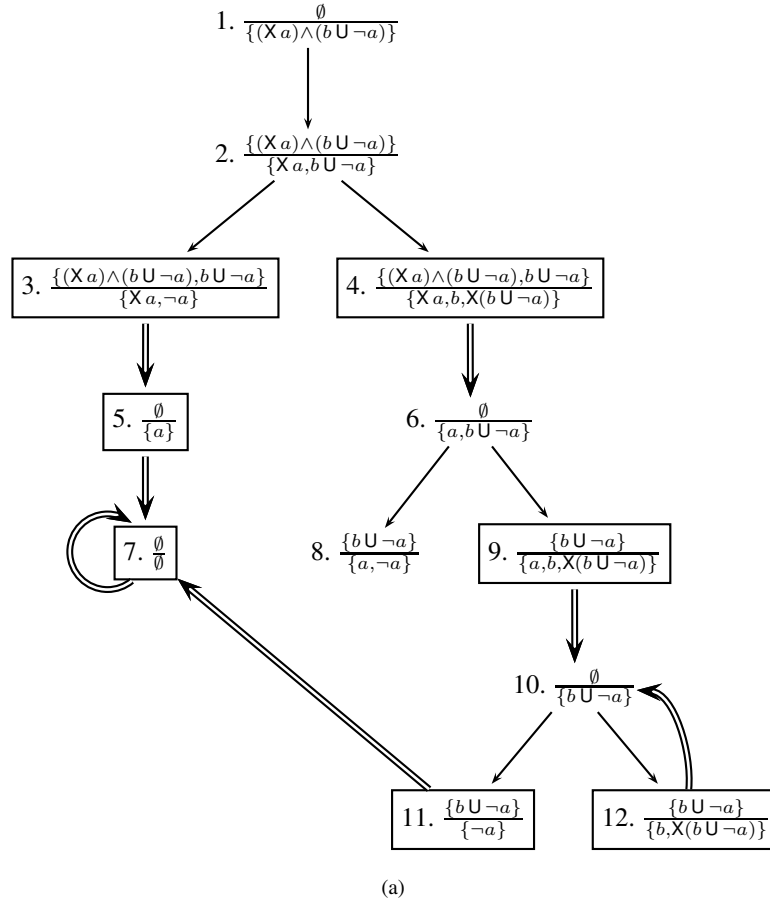 1. ∅ / {(X a)∧(b U ¬a)}
2. {(X a)∧(b U ¬a)} / {X a,b U ¬a}
3. {(X a)∧(b U ¬a),b U ¬a} / {X a,¬a}
4. {(X a)∧(b U ¬a),b U ¬a} / {X a,b,X(b U ¬a)}
5. ∅ / {a}
6. ∅ / {a,b U ¬a}
7. ∅ / ∅
8. {b U ¬a} / {a,¬a}
9. {b U ¬a} / {a,b,X(b U ¬a)}
10. ∅ / {b U ¬a}
11. {b U ¬a} / {¬a}
12. {b U ¬a} / {b,X(b U ¬a)}
(a)